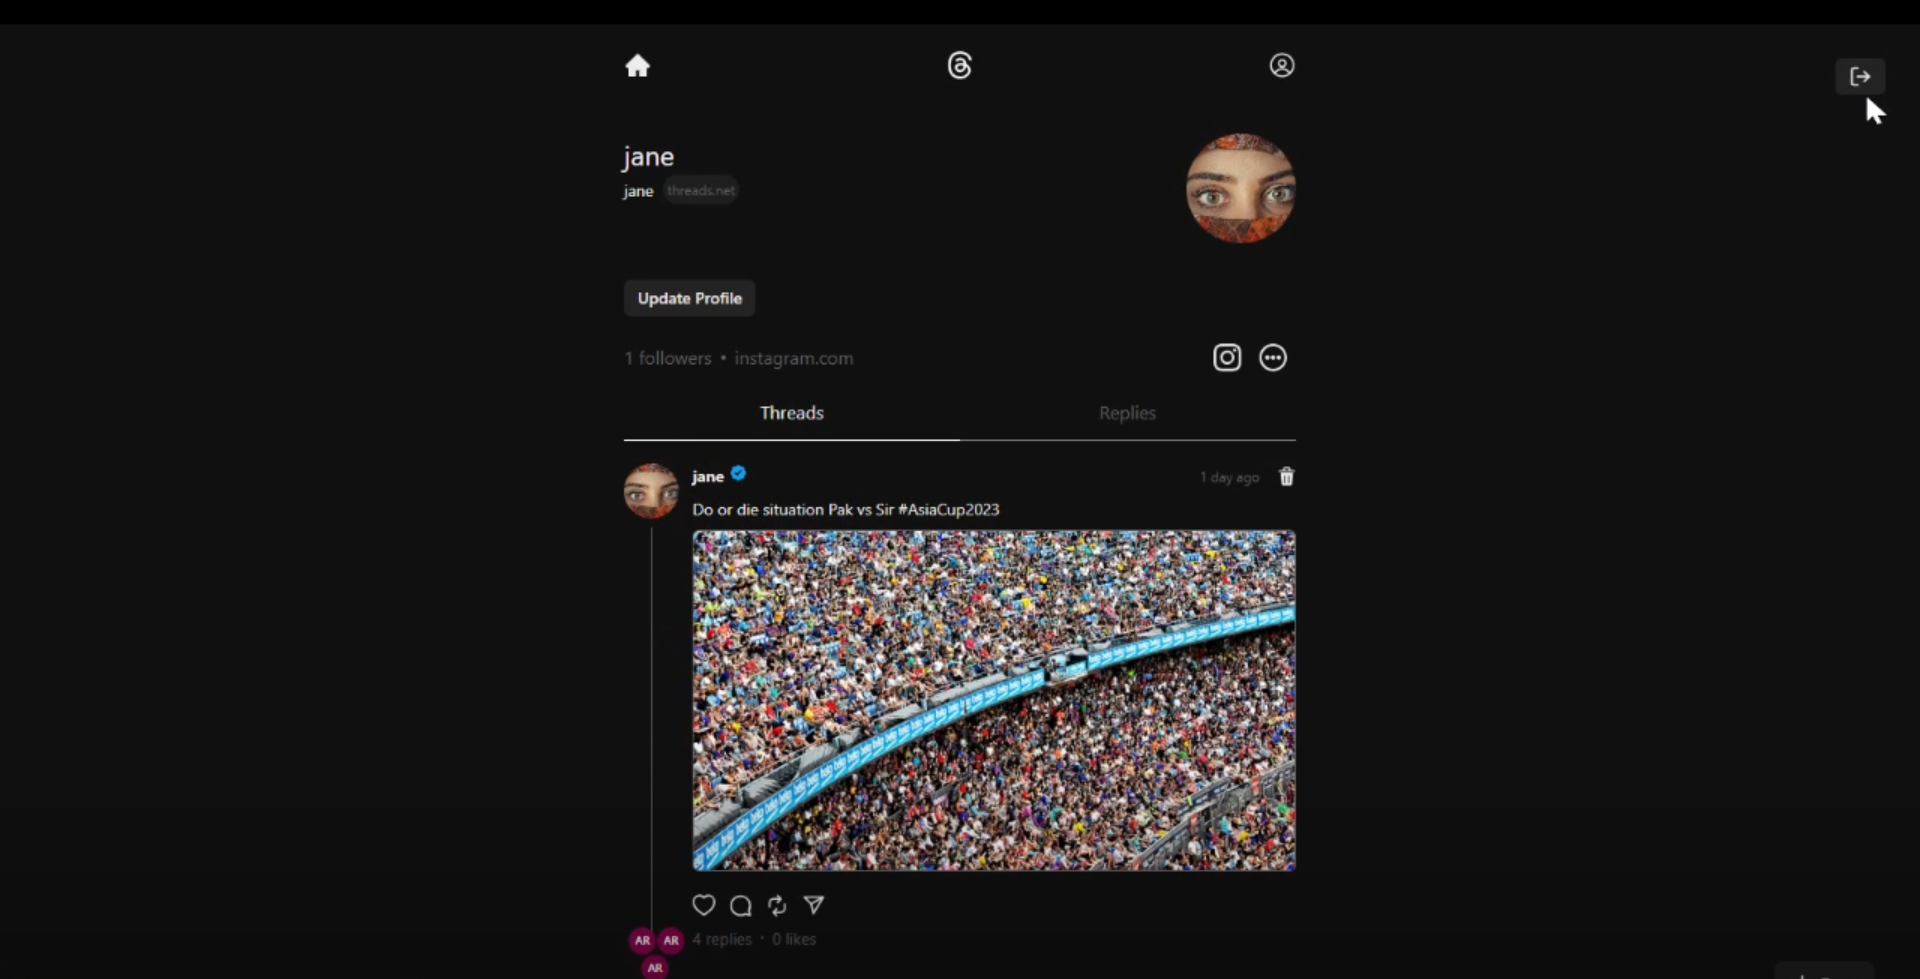 jane
jane threads.net
Update Profile
1 followers • instagram.com
Threads Replies
jane 1 day ago
Do or die situation Pak vs Sir #AsiaCup2023
AR AR 4 replies · 0 likes
AR